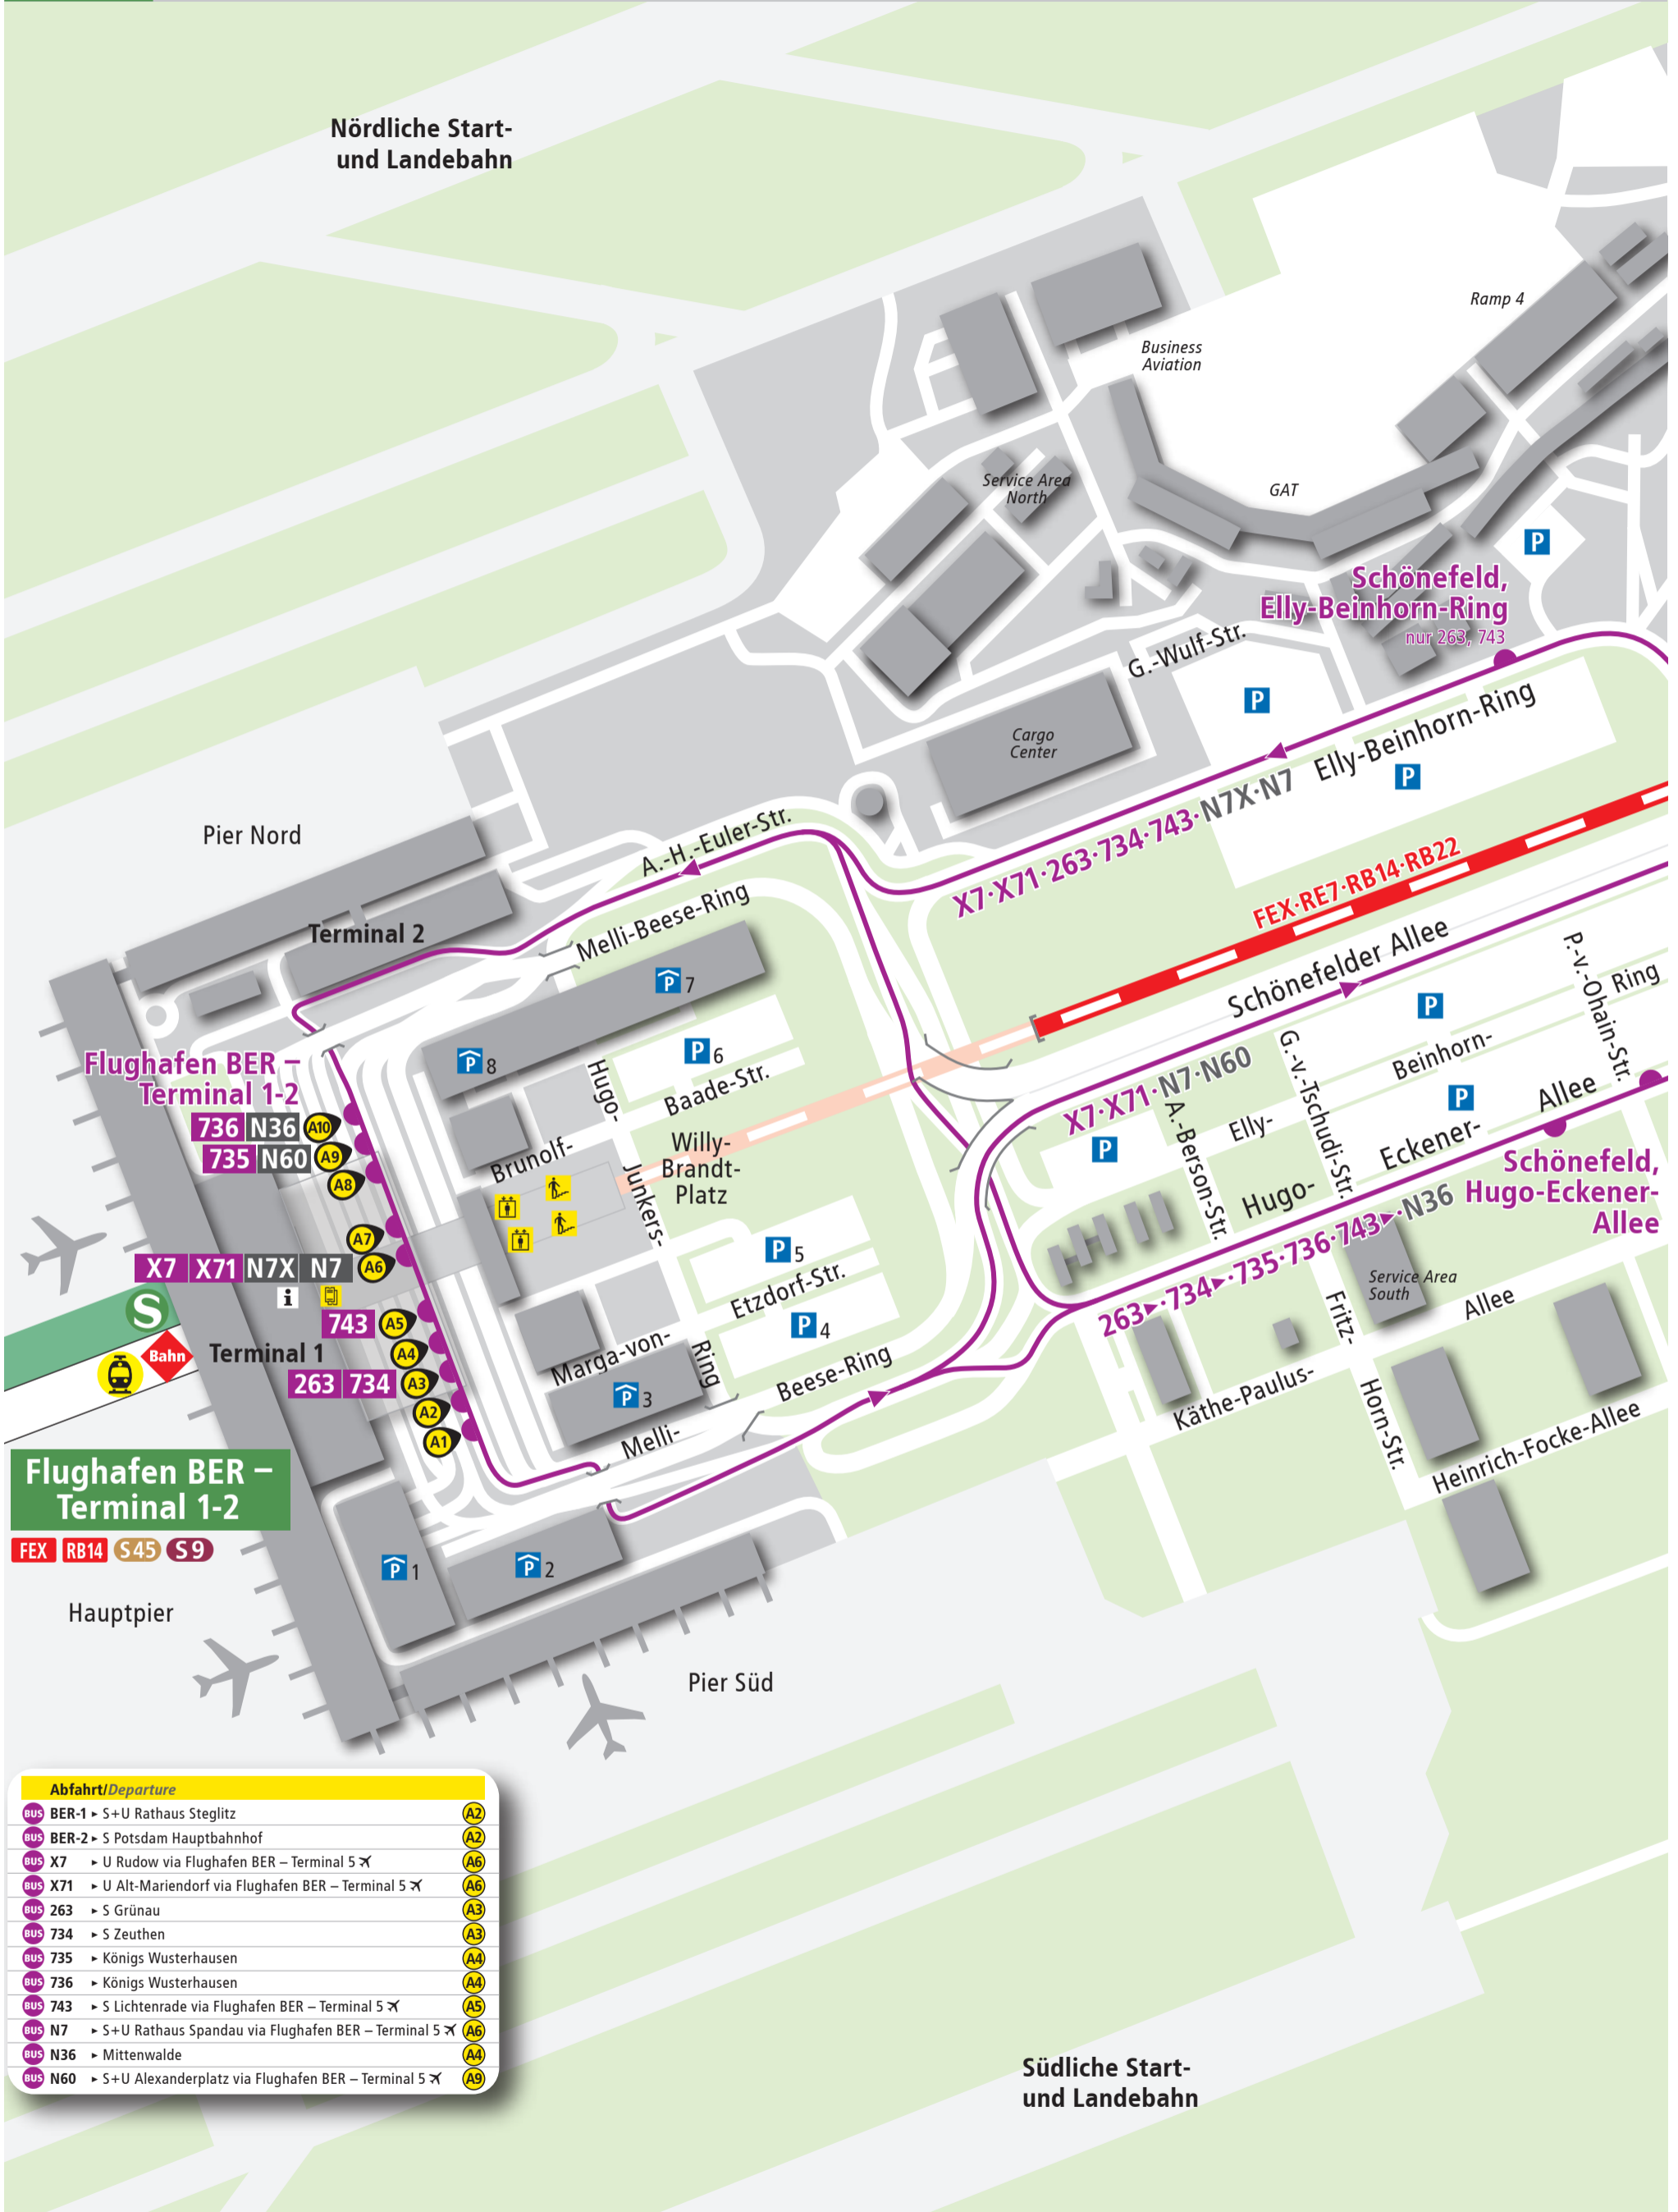 Nördliche Start-
und Landebahn
Ramp 4
Business
Aviation
Service Area
North
GAT
P
Schönefeld,
Elly-Beinhorn-Ring
nur 263, 743
G.-Wulf-Str.
P
Cargo
Center
Elly-Beinhorn-Ring
P
X7·X71·263·734·743·N7X·N7
Pier Nord
A.-H.-Euler-Str.
Melli-Beese-Ring
FEX·RE7·RB14·RB22
Terminal 2
P 7
Schönefelder Allee
P.-v.-Ohain-Str.
Ring
P
P 8
P 6
Hugo-
Baade-Str.
G.-v.-Tschudi-Str.
Beinhorn-
Flughafen BER –
Terminal 1-2
X7·X71·N7·N60
A.-Berson-Str.
P
Elly-
P
Allee
Eckener-
736 N36 A10
735 N60 A9
A8
Brunolf-
Willy-
Brandt-
Platz
Junkers-
Hugo-
Schönefeld,
Hugo-Eckener-
Allee
A7
X7 X71 N7X N7 A6
i
P 5
Etzdorf-Str.
263▸·734▸·735·736·743▸·N36
Service Area
South
S
743 A5
P 4
Fritz-
Allee
Bahn
Terminal 1
A4
Marga-von-
Ring
263 734 A3
P 3
Beese-Ring
Käthe-Paulus-
Horn-Str.
A2
A1
Melli-
Heinrich-Focke-Allee
Flughafen BER –
Terminal 1-2
FEX RB14 S45 S9
P 1
P 2
Hauptpier
Pier Süd
Abfahrt/Departure
BUS BER-1 ▸ S+U Rathaus Steglitz A2
BUS BER-2 ▸ S Potsdam Hauptbahnhof A2
BUS X7 ▸ U Rudow via Flughafen BER – Terminal 5 A6
BUS X71 ▸ U Alt-Mariendorf via Flughafen BER – Terminal 5 A6
BUS 263 ▸ S Grünau A3
BUS 734 ▸ S Zeuthen A3
BUS 735 ▸ Königs Wusterhausen A4
BUS 736 ▸ Königs Wusterhausen A4
BUS 743 ▸ S Lichtenrade via Flughafen BER – Terminal 5 A5
BUS N7 ▸ S+U Rathaus Spandau via Flughafen BER – Terminal 5 A6
BUS N36 ▸ Mittenwalde A4
BUS N60 ▸ S+U Alexanderplatz via Flughafen BER – Terminal 5 A9
Südliche Start-
und Landebahn